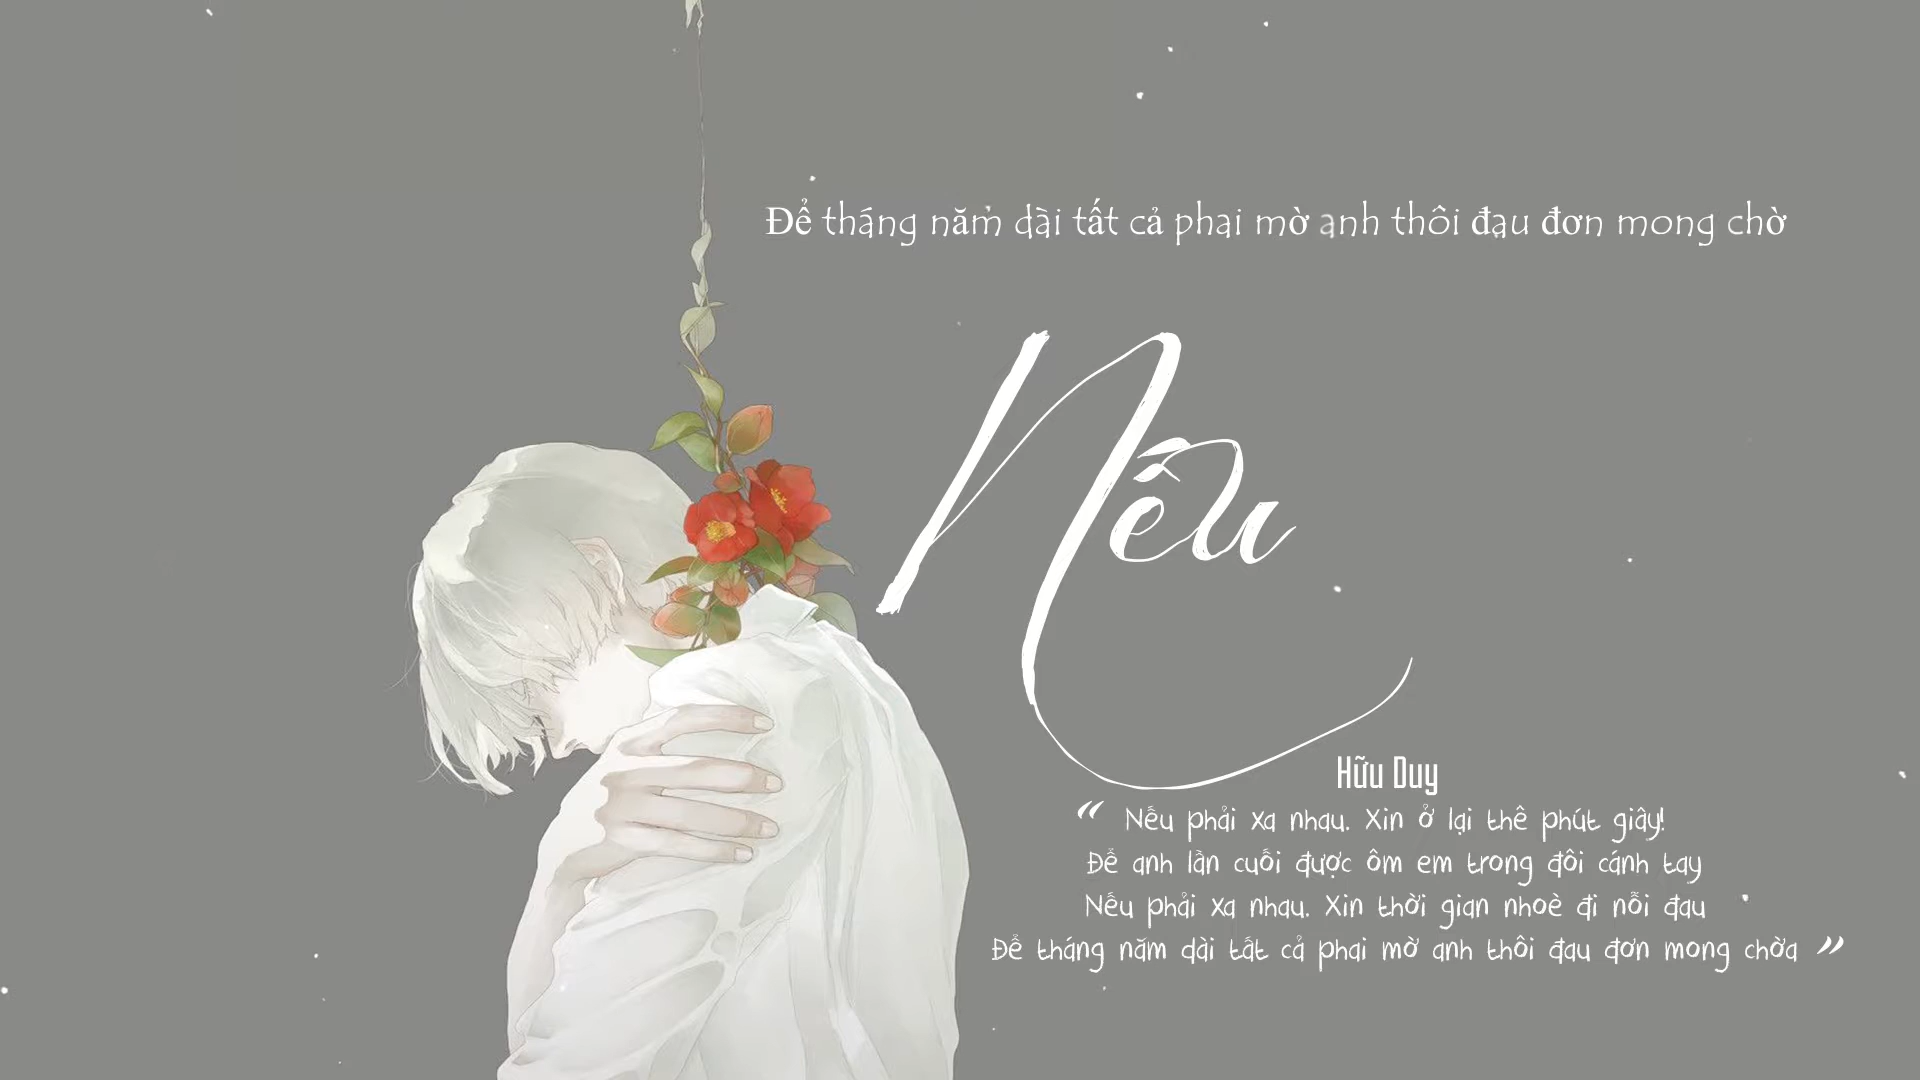 Để tháng năm dài tất cả phai mờ anh thôi đau đơn mong chờ
Nếu
Hữu Duy
“ Nếu phải xa nhau. Xin ở lại thê phút giây!
Để anh lần cuối được ôm em trong đôi cánh tay
Nếu phải xa nhau. Xin thời gian nhoè đi nỗi đau
Để tháng năm dài tất cả phai mờ anh thôi đau đơn mong chờa ”